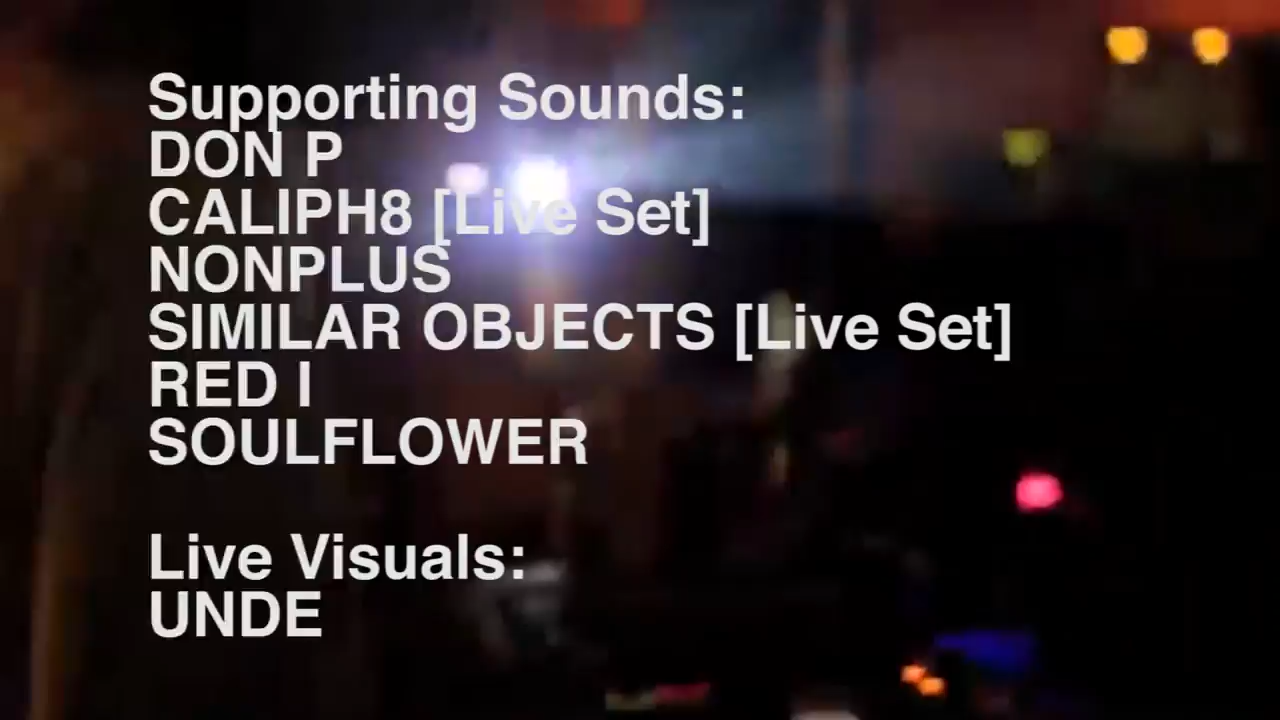 Supporting Sounds:
DON P
CALIPH8 [Live Set]
NONPLUS
SIMILAR OBJECTS [Live Set]
RED I
SOULFLOWER
Live Visuals:
UNDE